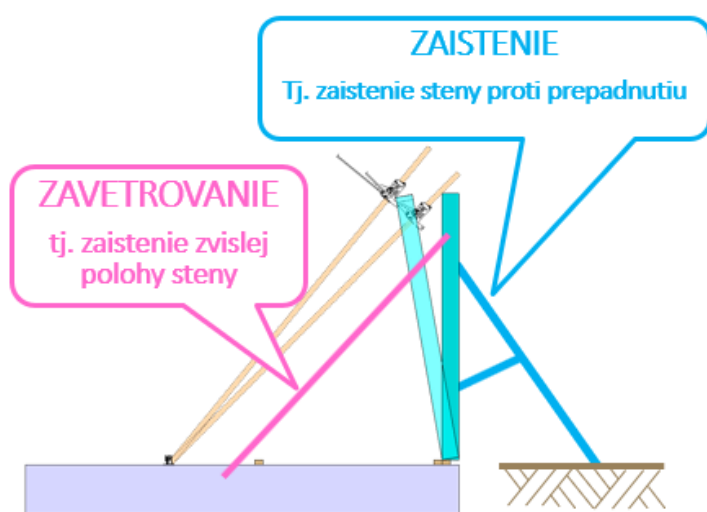 ZAISTENIE
Tj. zaistenie steny proti prepadnutiu
ZAVETROVANIE
tj. zaistenie zvislej
polohy steny